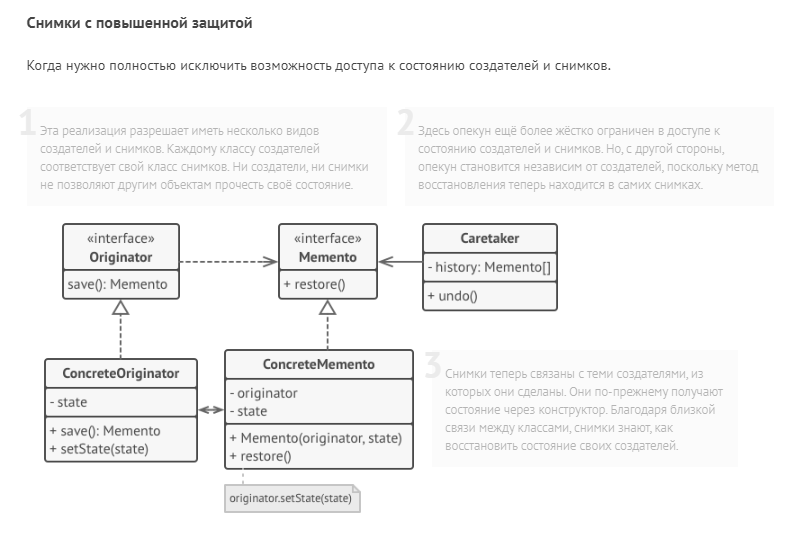 Снимки с повышенной защитой
Когда нужно полностью исключить возможность доступа к состоянию создателей и снимков.
1
Эта реализация разрешает иметь несколько видов
создателей и снимков. Каждому классу создателей
соответствует свой класс снимков. Ни создатели, ни снимки
не позволяют другим объектам прочесть своё состояние.
2
Здесь опекун ещё более жёстко ограничен в доступе к
состоянию создателей и снимков. Но, с другой стороны,
опекун становится независим от создателей, поскольку метод
восстановления теперь находится в самих снимках.
«interface»
Originator
save(): Memento
«interface»
Memento
+ restore()
Caretaker
- history: Memento[]
+ undo()
ConcreteOriginator
- state
+ save(): Memento
+ setState(state)
ConcreteMemento
- originator
- state
+ Memento(originator, state)
+ restore()
originator.setState(state)
3
Снимки теперь связаны с теми создателями, из
которых они сделаны. Они по-прежнему получают
состояние через конструктор. Благодаря близкой
связи между классами, снимки знают, как
восстановить состояние своих создателей.